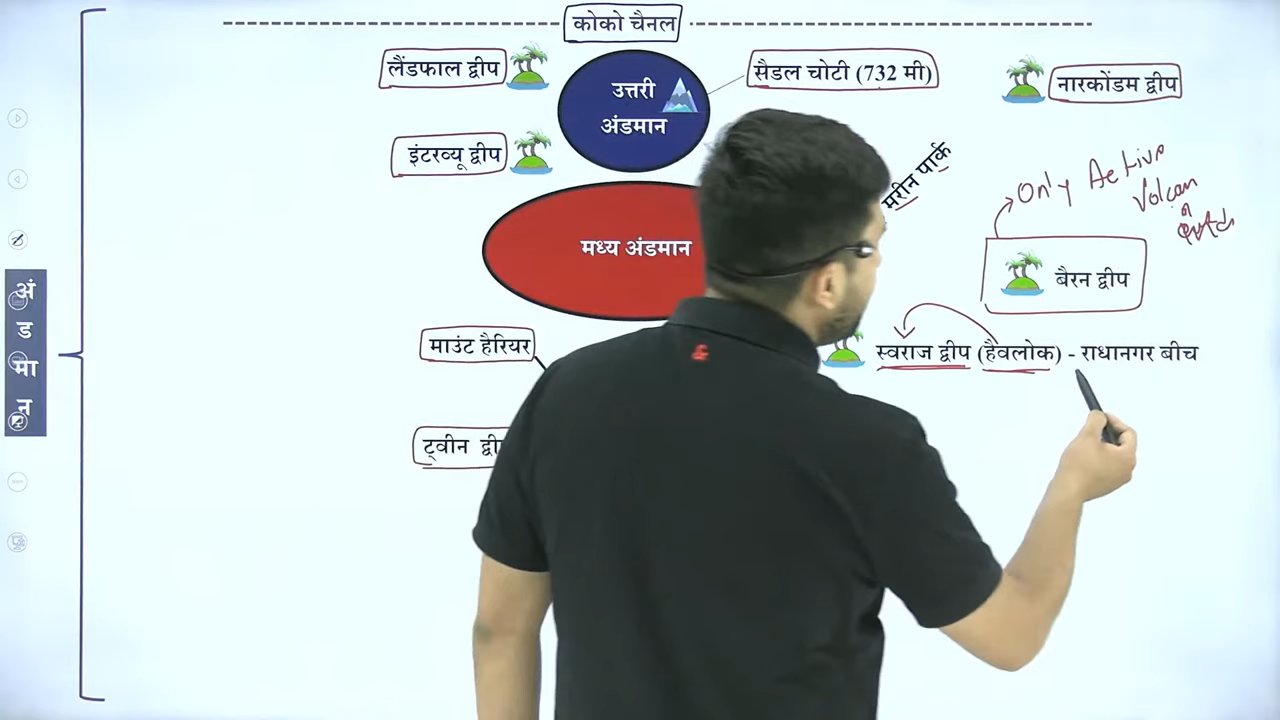 कोको चैनल
लैंडफाल द्वीप
उत्तरी
अंडमान
सैडल चोटी (732 मी)
नारकोंडम द्वीप
इंटरव्यू द्वीप
मरीन पार्क
Only Active
Volcan
मध्य अंडमान
बैरन द्वीप
माउंट हैरियर
स्वराज द्वीप (हैवलोक) - राधानगर बीच
ट्वीन
अंडमान